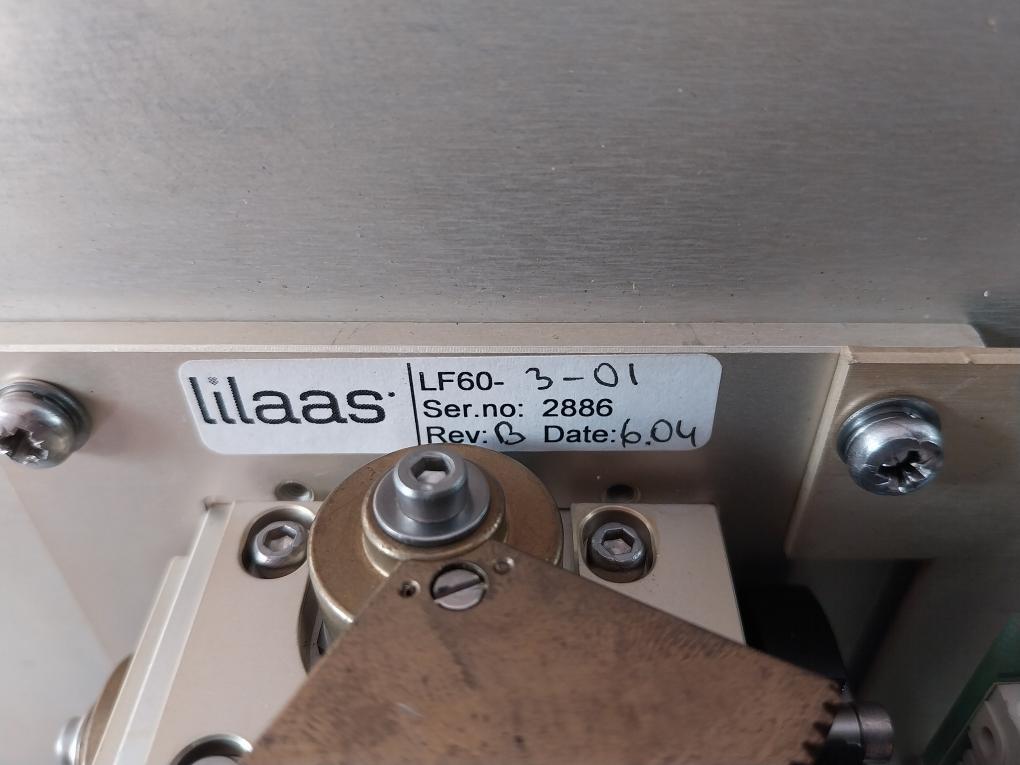 lilaas
LF60- 3-01
Ser.no: 2886
Rev: B Date: 6.04